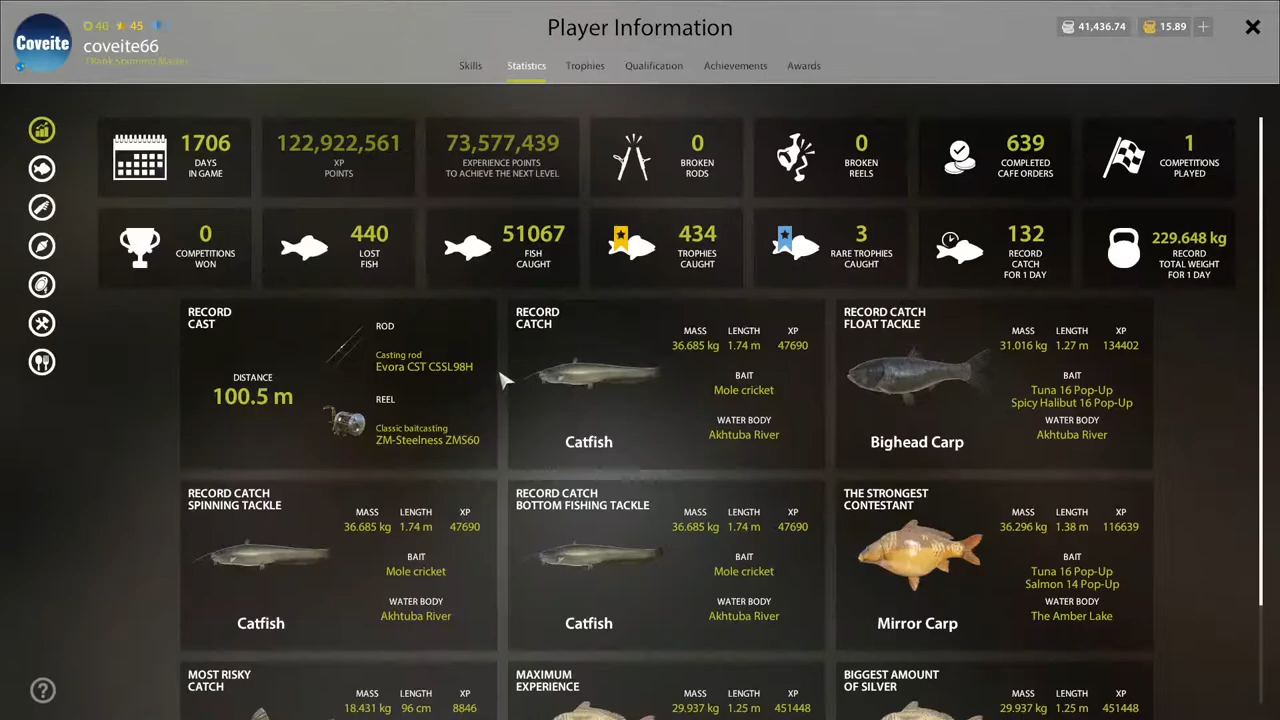 Player Information
Coveite
40 45
coveite66
41,436.74
15.89
Skills
Statistics
Trophies
Qualification
Achievements
Awards
1706
DAYS
IN GAME
122,922,561
XP
POINTS
73,577,439
EXPERIENCE POINTS
TO ACHIEVE THE NEXT LEVEL
0
BROKEN
RODS
0
BROKEN
REELS
639
COMPLETED
CAFE ORDERS
1
COMPETITIONS
PLAYED
0
COMPETITIONS
WON
440
LOST
FISH
51067
FISH
CAUGHT
434
TROPHIES
CAUGHT
3
RARE TROPHIES
CAUGHT
132
RECORD
CATCH
FOR 1 DAY
229.648 kg
RECORD
TOTAL WEIGHT
FOR 1 DAY
RECORD
CAST
DISTANCE
100.5 m
ROD
Casting rod
Evora CST CSSL98H
REEL
Classic baitcasting
ZM-Steelness ZMS60
RECORD
CATCH
MASS LENGTH XP
36.685 kg 1.74 m 47690
BAIT
Mole cricket
WATER BODY
Akhtuba River
Catfish
RECORD CATCH
FLOAT TACKLE
MASS LENGTH XP
31.016 kg 1.27 m 134402
BAIT
Tuna 16 Pop-Up
Spicy Halibut 16 Pop-Up
WATER BODY
Akhtuba River
Bighead Carp
RECORD CATCH
SPINNING TACKLE
MASS LENGTH XP
36.685 kg 1.74 m 47690
BAIT
Mole cricket
WATER BODY
Akhtuba River
Catfish
RECORD CATCH
BOTTOM FISHING TACKLE
MASS LENGTH XP
36.685 kg 1.74 m 47690
BAIT
Mole cricket
WATER BODY
Akhtuba River
Catfish
THE STRONGEST
CONTESTANT
MASS LENGTH XP
36.296 kg 1.38 m 116639
BAIT
Tuna 16 Pop-Up
Salmon 14 Pop-Up
WATER BODY
The Amber Lake
Mirror Carp
MOST RISKY
CATCH
MASS LENGTH XP
18.431 kg 96 cm 8846
MAXIMUM
EXPERIENCE
MASS LENGTH XP
29.937 kg 1.25 m 451448
BIGGEST AMOUNT
OF SILVER
MASS LENGTH XP
29.937 kg 1.25 m 451448
?